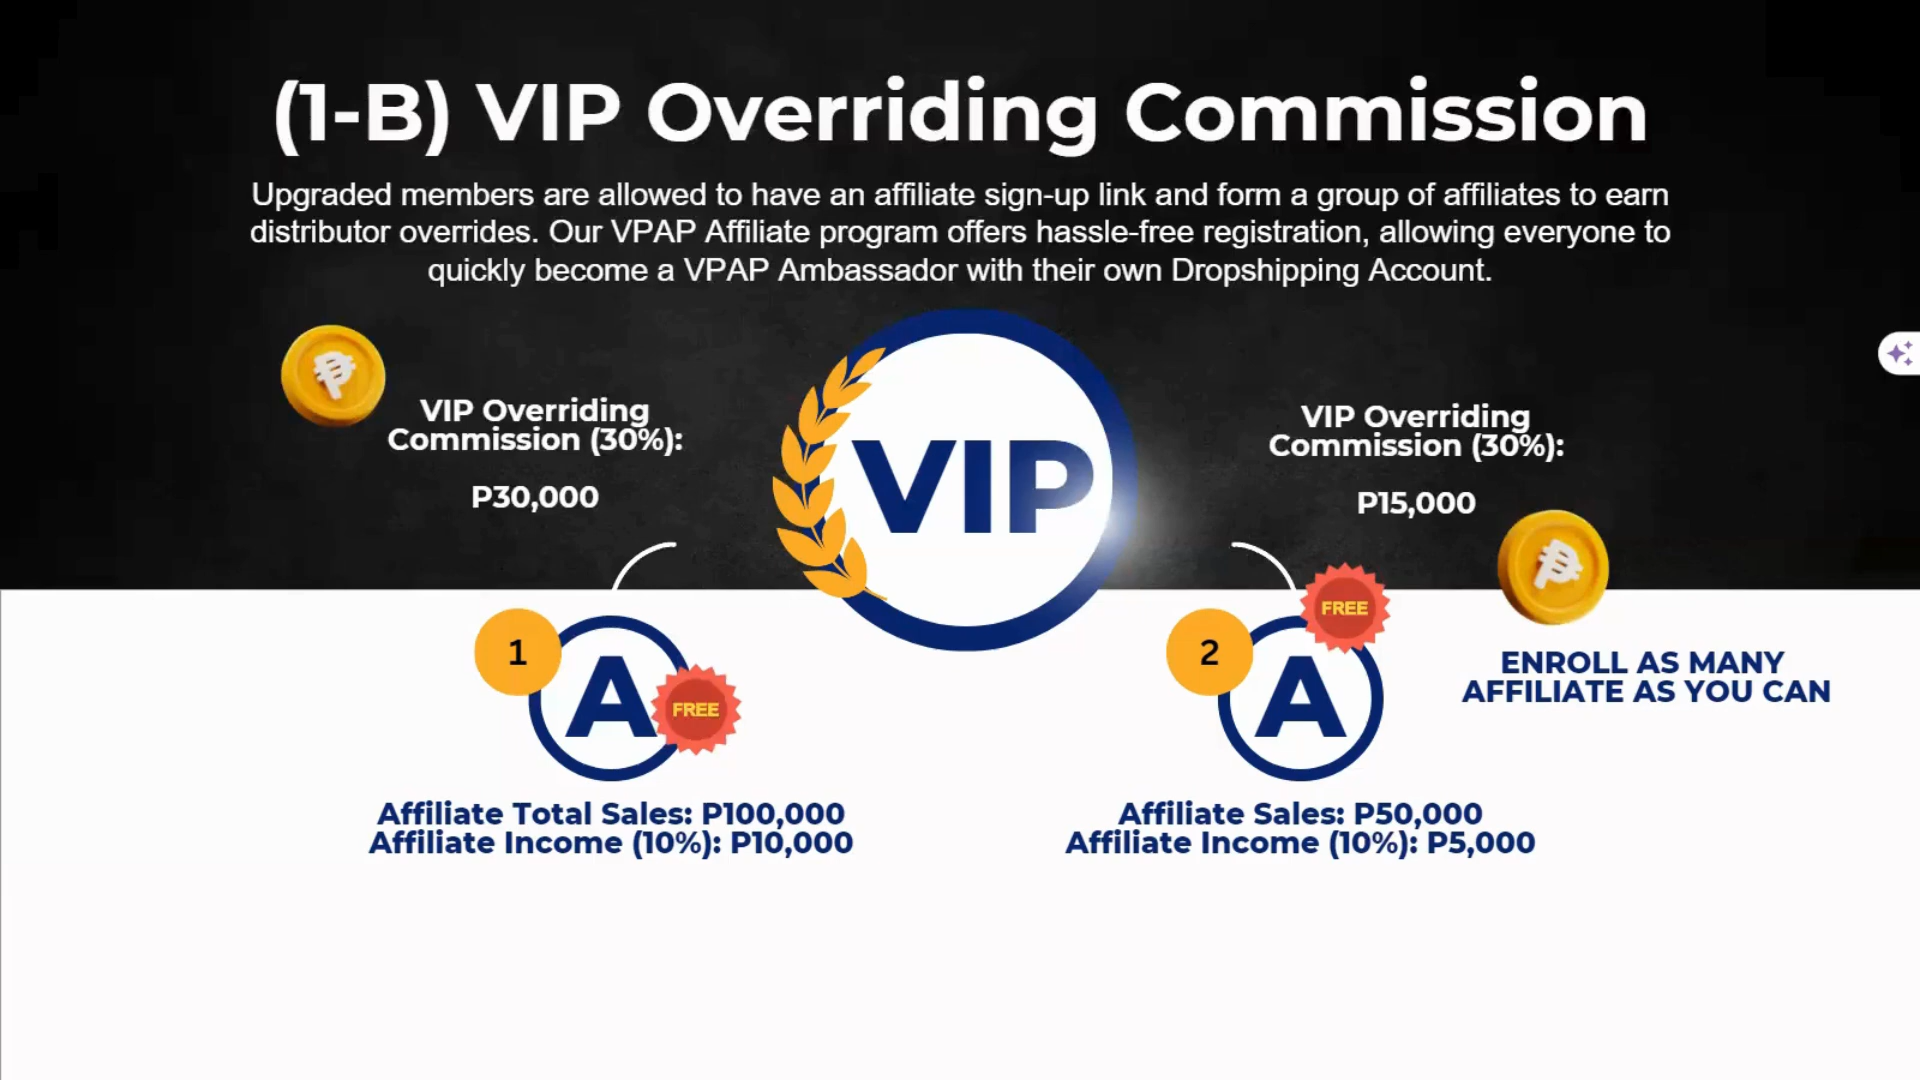 (1-B) VIP Overriding Commission
Upgraded members are allowed to have an affiliate sign-up link and form a group of affiliates to earn
distributor overrides. Our VPAP Affiliate program offers hassle-free registration, allowing everyone to
quickly become a VPAP Ambassador with their own Dropshipping Account.
VIP Overriding
Commission (30%):
P30,000
VIP
VIP Overriding
Commission (30%):
P15,000
1
A
FREE
Affiliate Total Sales: P100,000
Affiliate Income (10%): P10,000
2
A
FREE
Affiliate Sales: P50,000
Affiliate Income (10%): P5,000
ENROLL AS MANY
AFFILIATE AS YOU CAN